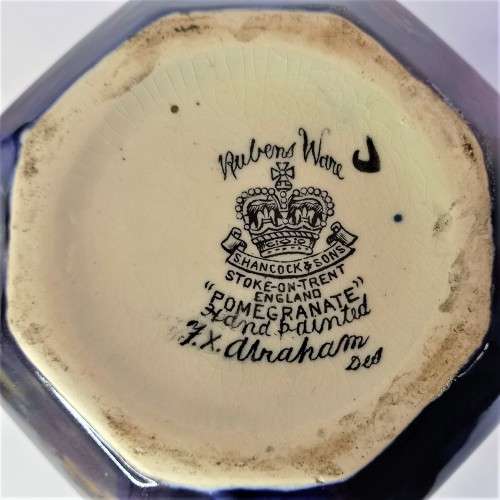 Rubens Ware
J
S.HANCOCK & SONS
STOKE-ON-TRENT
ENGLAND
"POMEGRANATE"
Hand painted
F.X. Abraham
Des